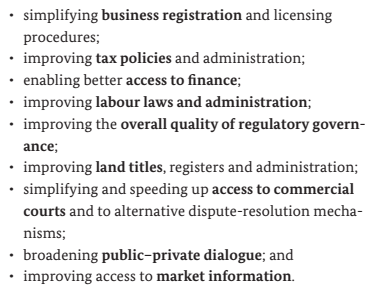 • simplifying business registration and licensing
procedures;
• improving tax policies and administration;
• enabling better access to finance;
• improving labour laws and administration;
• improving the overall quality of regulatory govern-
ance;
• improving land titles, registers and administration;
• simplifying and speeding up access to commercial
courts and to alternative dispute-resolution mecha-
nisms;
• broadening public–private dialogue; and
• improving access to market information.